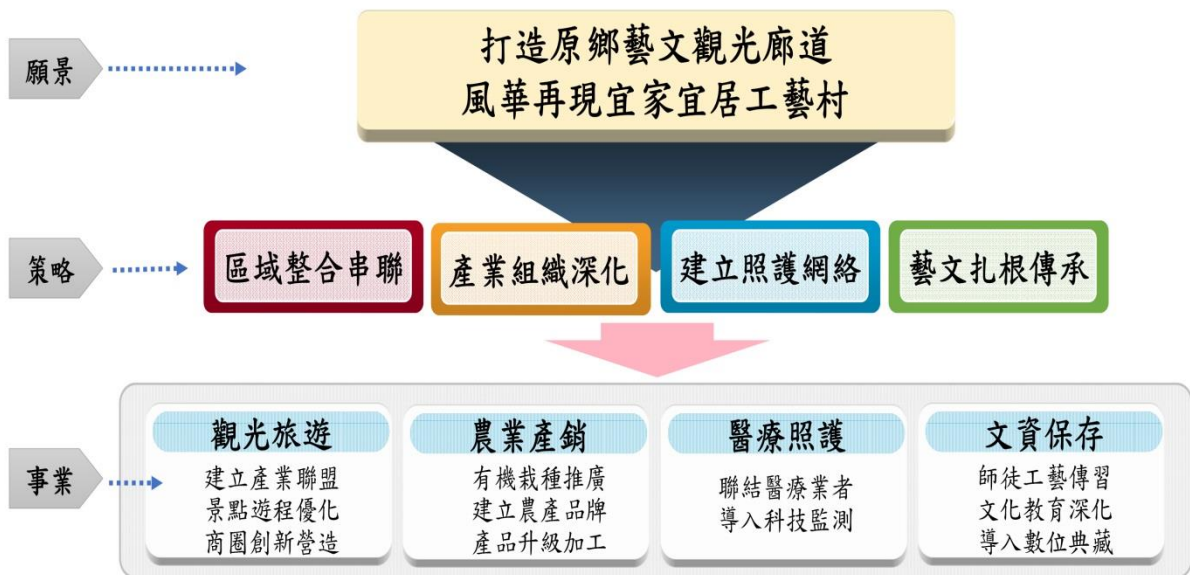 願景
打造原鄉藝文觀光廊道
風華再現宜家宜居工藝村
策略
區域整合串聯
產業組織深化
建立照護網絡
藝文扎根傳承
事業
觀光旅遊
建立產業聯盟
景點遊程優化
商圈創新營造
農業產銷
有機栽種推廣
建立農產品牌
產品升級加工
醫療照護
聯結醫療業者
導入科技監測
文資保存
師徒工藝傳習
文化教育深化
導入數位典藏